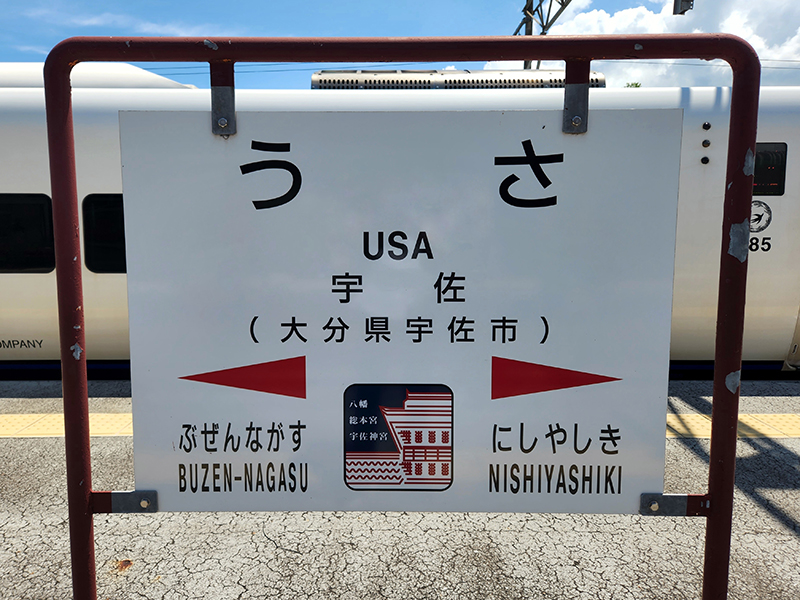 うさ
USA
宇佐
(大分県宇佐市)
ぶぜんながす
BUZEN-NAGASU
八幡
総本宮
宇佐神宮
にしやしき
NISHIYASHIKI
OMPANY
85